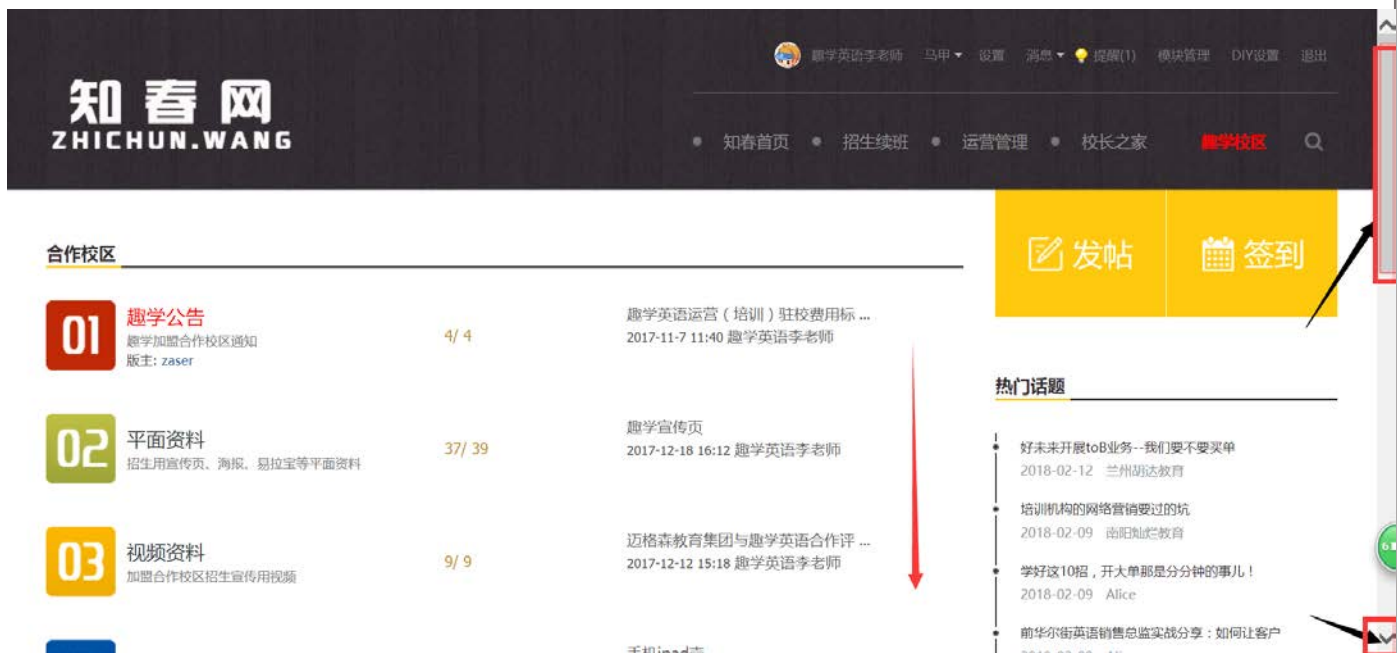 知春网
ZHICHUN.WANG
趣学英语李老师 马甲 设置 消息 提醒(1) 模块管理 DIY设置 退出
知春首页 招生续班 运营管理 校长之家 趣学校区
发帖 签到
合作校区
01 趣学公告
趣学加盟合作校区通知
版主: zaser
4/ 4
趣学英语运营（培训）驻校费用标 ...
2017-11-7 11:40 趣学英语李老师
02 平面资料
招生用宣传页、海报、易拉宝等平面资料
37/ 39
趣学宣传页
2017-12-18 16:12 趣学英语李老师
03 视频资料
加盟合作校区招生宣传用视频
9/ 9
迈格森教育集团与趣学英语合作评 ...
2017-12-12 15:18 趣学英语李老师
热门话题
好未来开展toB业务--我们要不要买单
2018-02-12 兰州胡达教育
培训机构的网络营销要过的坑
2018-02-09 南阳灿烂教育
学好这10招，开大单那是分分钟的事儿！
2018-02-09 Alice
前华尔街英语销售总监实战分享：如何让客户